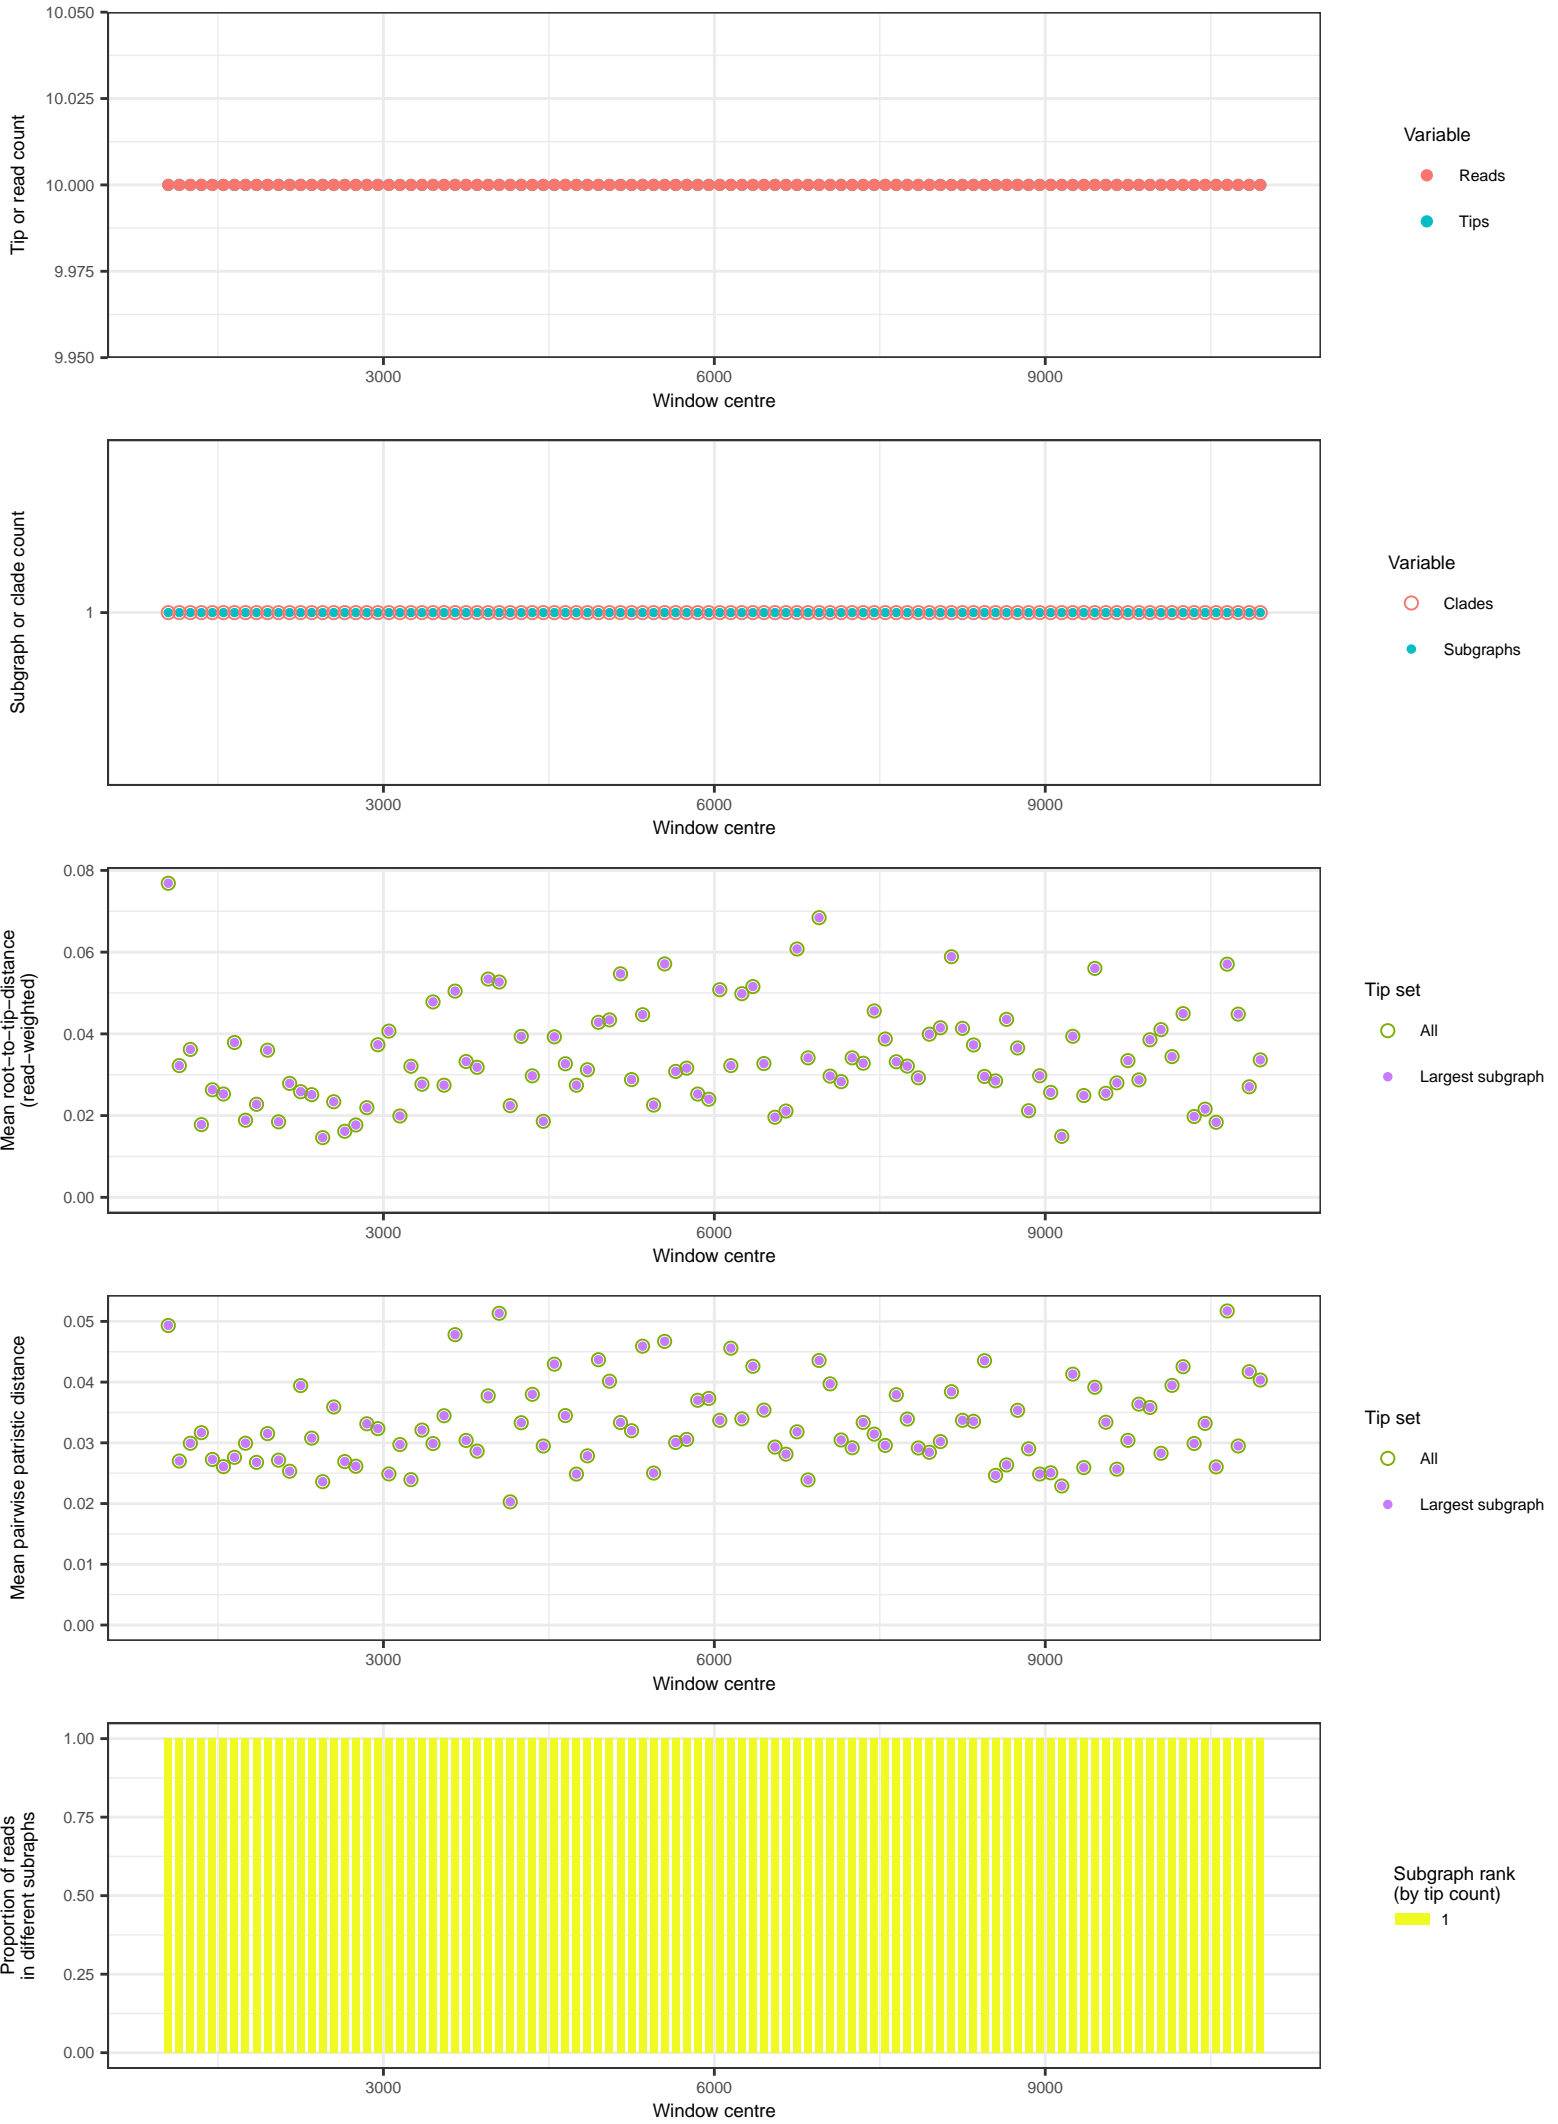 10.050
10.025
10.000
9.975
9.950
Tip or read count
3000
6000
9000
Window centre
Variable
Reads
Tips
1
Subgraph or clade count
3000
6000
9000
Window centre
Variable
Clades
Subgraphs
0.08
0.06
0.04
0.02
0.00
Mean root−to−tip−distance
(read−weighted)
3000
6000
9000
Window centre
Tip set
All
Largest subgraph
0.05
0.04
0.03
0.02
0.01
0.00
Mean pairwise patristic distance
3000
6000
9000
Window centre
Tip set
All
Largest subgraph
1.00
0.75
0.50
0.25
0.00
Proportion of reads
in different subraphs
3000
6000
9000
Window centre
Subgraph rank
(by tip count)
1